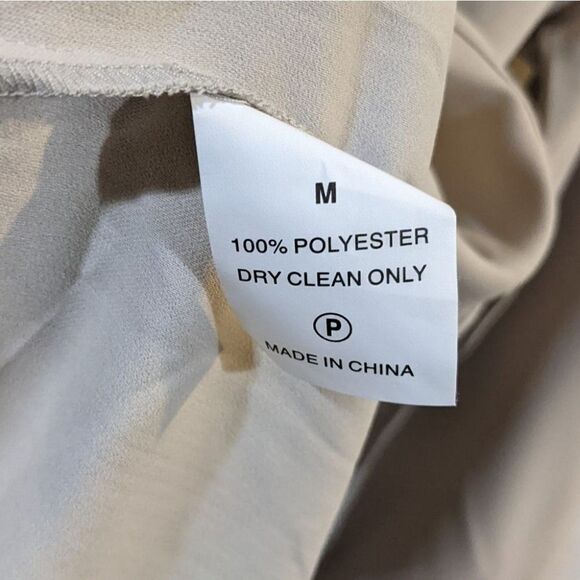 M
100% POLYESTER
DRY CLEAN ONLY
P
MADE IN CHINA